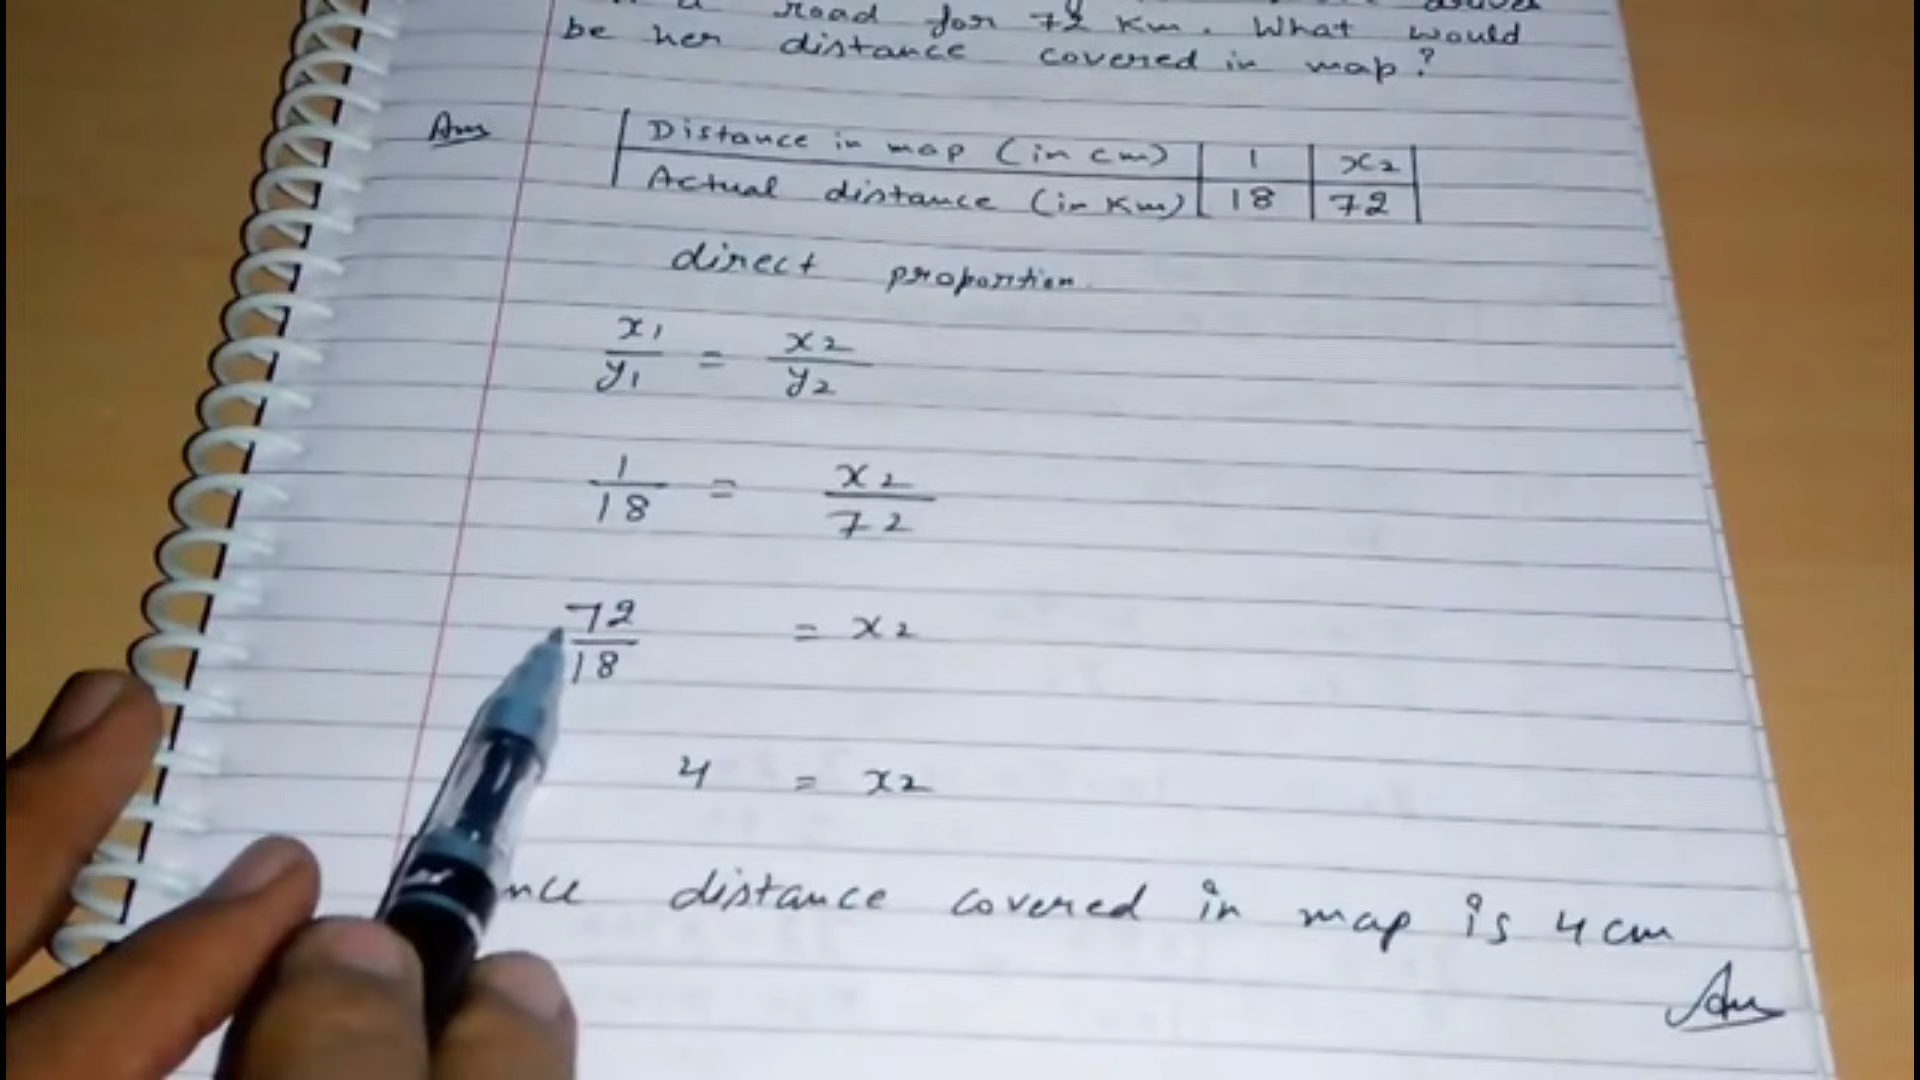 road for 72 Km. What would
be her distance covered in map?
Ans
Distance in map (in cm) | 1 | x2
Actual distance (in Km) | 18 | 72
direct proportion
x1/y1 = x2/y2
1/18 = x2/72
72/18 = x2
4 = x2
nce distance covered in map is 4 cm
Ans